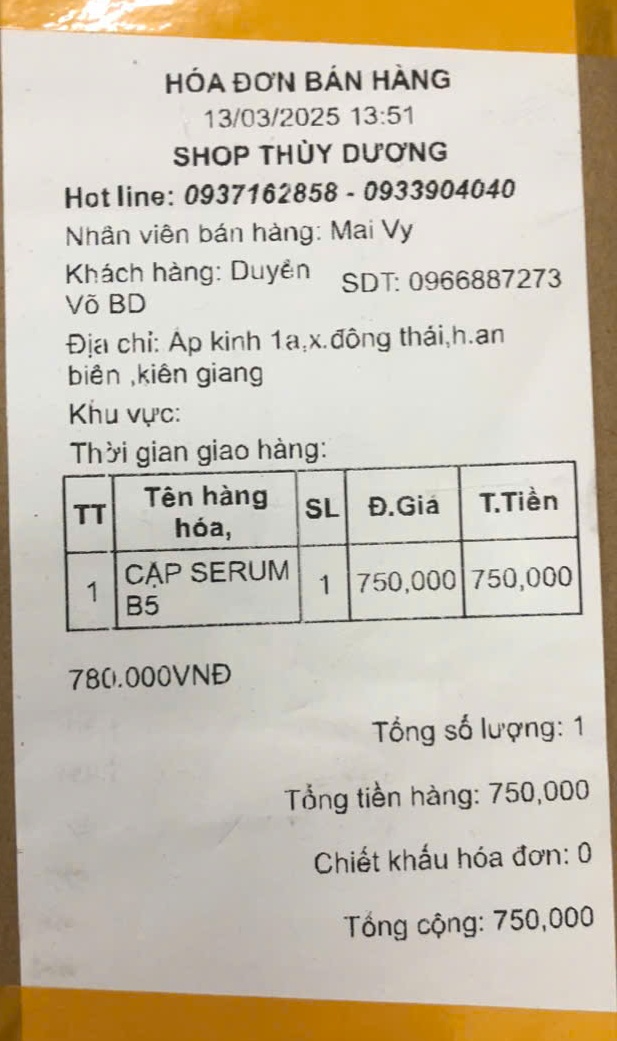 HÓA ĐƠN BÁN HÀNG
13/03/2025 13:51
SHOP THÙY DƯƠNG
Hot line: 0937162858 - 0933904040
Nhân viên bán hàng: Mai Vy
Khách hàng: Duyển Võ BD SDT: 0966887273
Địa chỉ: Ấp kinh 1a,x.đông thái,h.an
biên ,kiên giang
Khu vực:
Thời gian giao hàng:
TT Tên hàng hóa, SL Đ.Giá T.Tiền
1 CẶP SERUM B5 1 750,000 750,000
780.000VNĐ
Tổng số lượng: 1
Tổng tiền hàng: 750,000
Chiết khấu hóa đơn: 0
Tổng cộng: 750,000